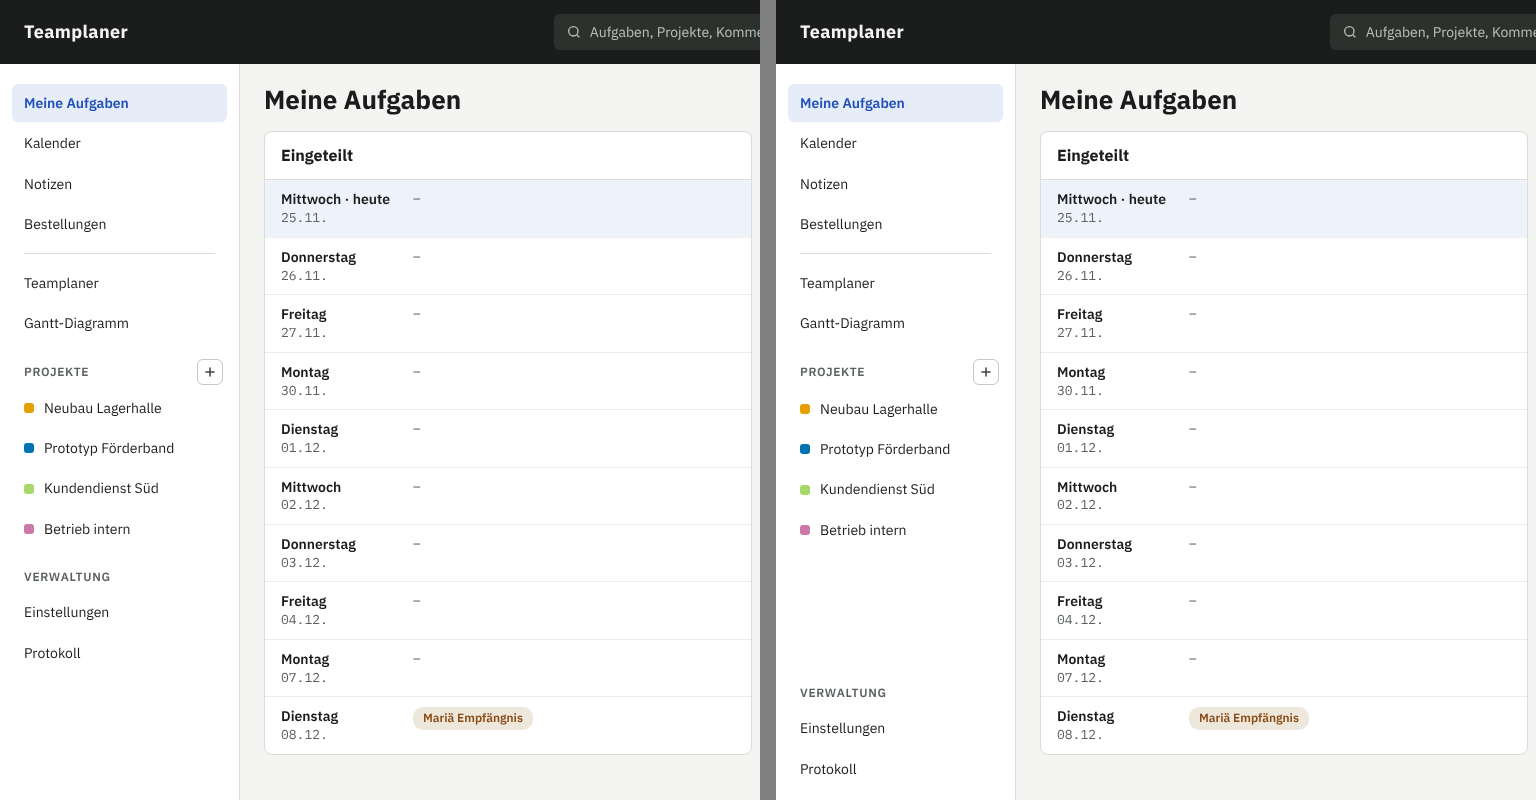 Teamplaner
Aufgaben, Projekte, Komme
Meine Aufgaben
Kalender
Notizen
Bestellungen
Teamplaner
Gantt-Diagramm
PROJEKTE
+
Neubau Lagerhalle
Prototyp Förderband
Kundendienst Süd
Betrieb intern
VERWALTUNG
Einstellungen
Protokoll
Meine Aufgaben
Eingeteilt
Mittwoch · heute –
25.11.
Donnerstag –
26.11.
Freitag –
27.11.
Montag –
30.11.
Dienstag –
01.12.
Mittwoch –
02.12.
Donnerstag –
03.12.
Freitag –
04.12.
Montag –
07.12.
Dienstag Mariä Empfängnis
08.12.
Teamplaner
Aufgaben, Projekte, Komme
Meine Aufgaben
Kalender
Notizen
Bestellungen
Teamplaner
Gantt-Diagramm
PROJEKTE
+
Neubau Lagerhalle
Prototyp Förderband
Kundendienst Süd
Betrieb intern
VERWALTUNG
Einstellungen
Protokoll
Meine Aufgaben
Eingeteilt
Mittwoch · heute –
25.11.
Donnerstag –
26.11.
Freitag –
27.11.
Montag –
30.11.
Dienstag –
01.12.
Mittwoch –
02.12.
Donnerstag –
03.12.
Freitag –
04.12.
Montag –
07.12.
Dienstag Mariä Empfängnis
08.12.